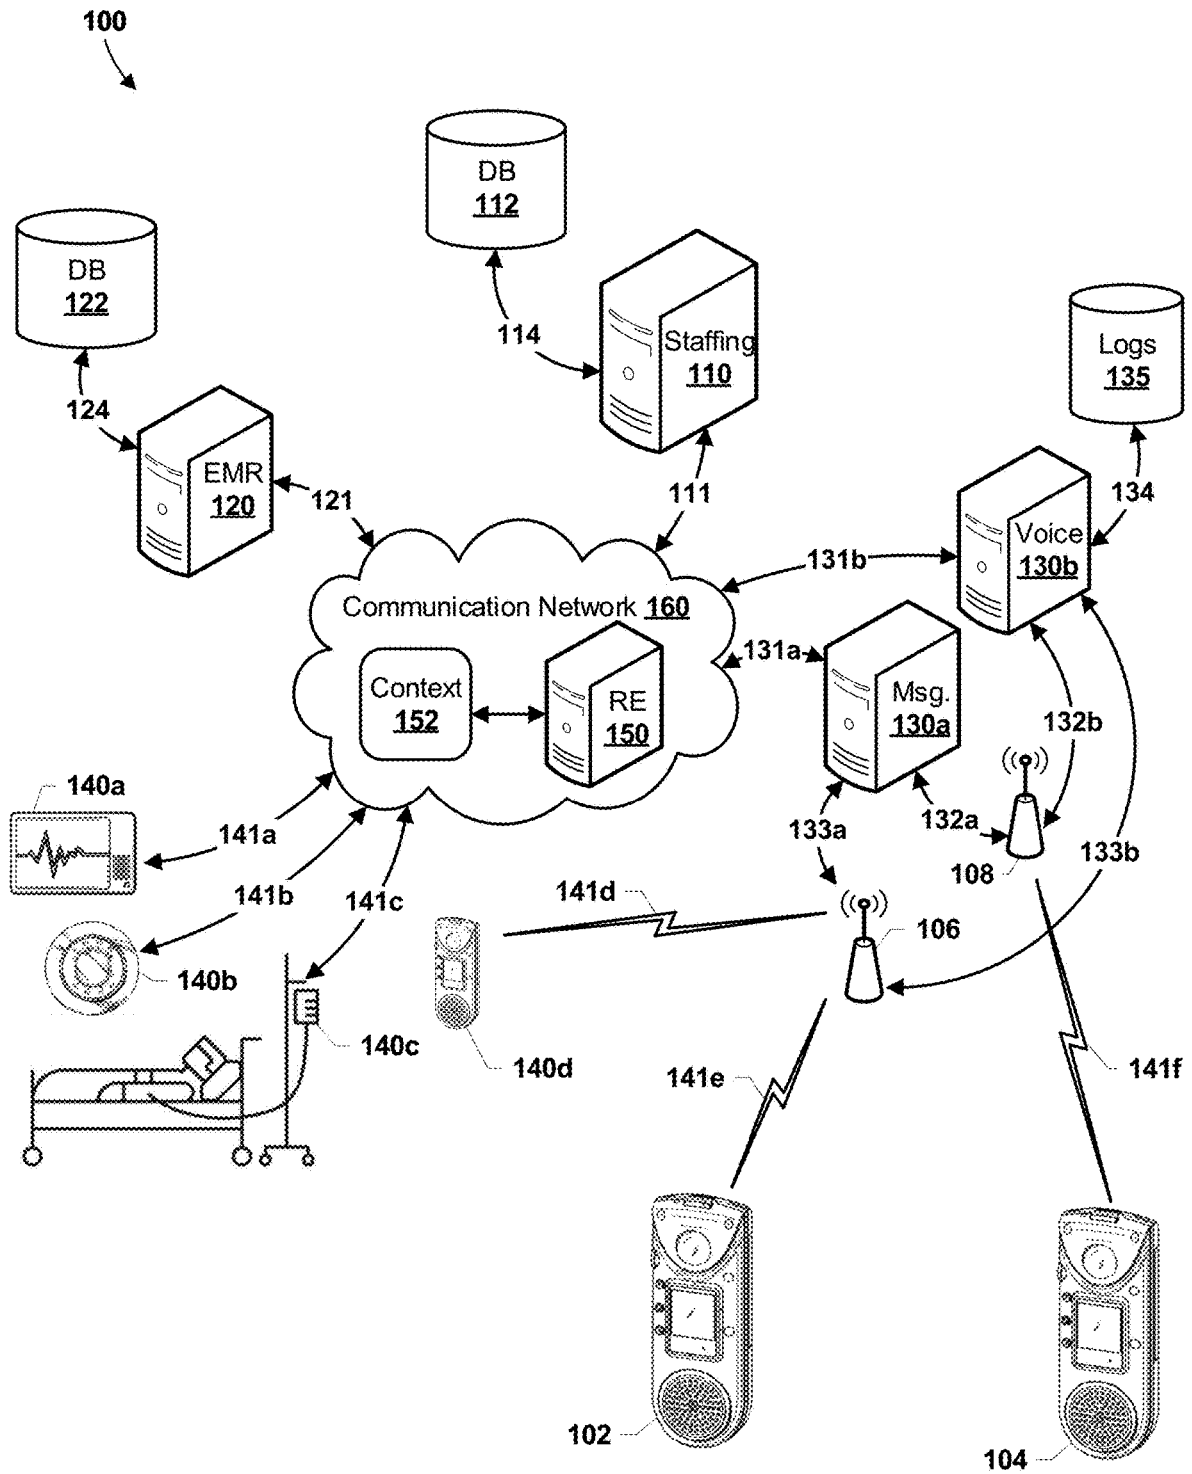 100
DB
112
DB
122
114
Staffing
110
Logs
135
124
EMR
120
121
111
134
Voice
130b
131b
Communication Network 160
131a
Context
152
RE
150
Msg.
130a
132b
140a
141a
133a
132a
133b
108
141b
141c
141d
106
140b
140c
140d
141e
141f
102
104